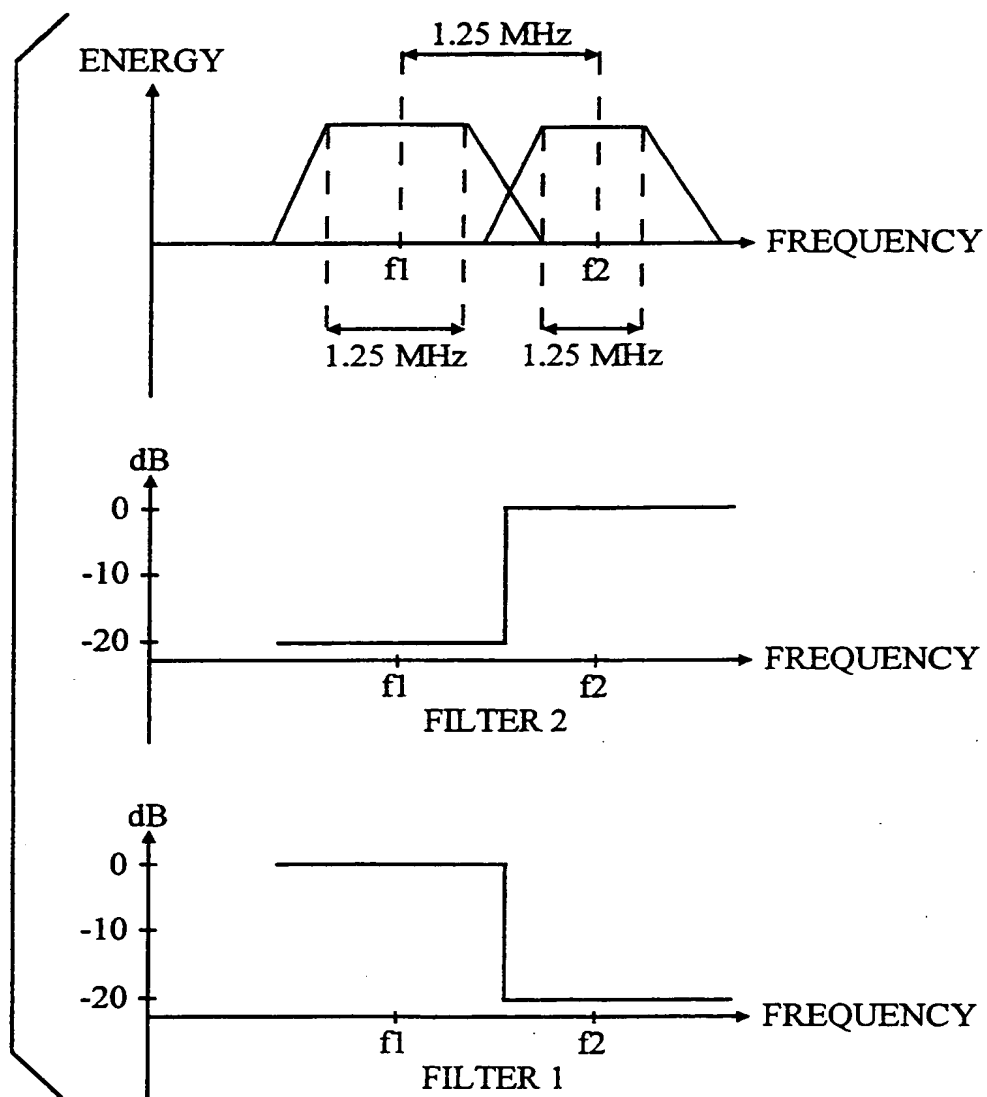 1.25 MHz
ENERGY
FREQUENCY
f1
f2
1.25 MHz
1.25 MHz
dB
0
-10
-20
FREQUENCY
f1
f2
FILTER 2
dB
0
-10
-20
FREQUENCY
f1
f2
FILTER 1